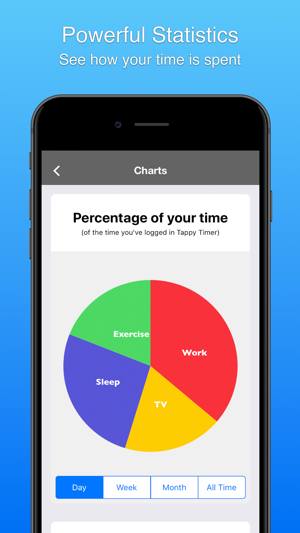 Powerful Statistics
See how your time is spent
Charts
Percentage of your time
(of the time you've logged in Tappy Timer)
Exercise
Work
Sleep
TV
Day Week Month All Time